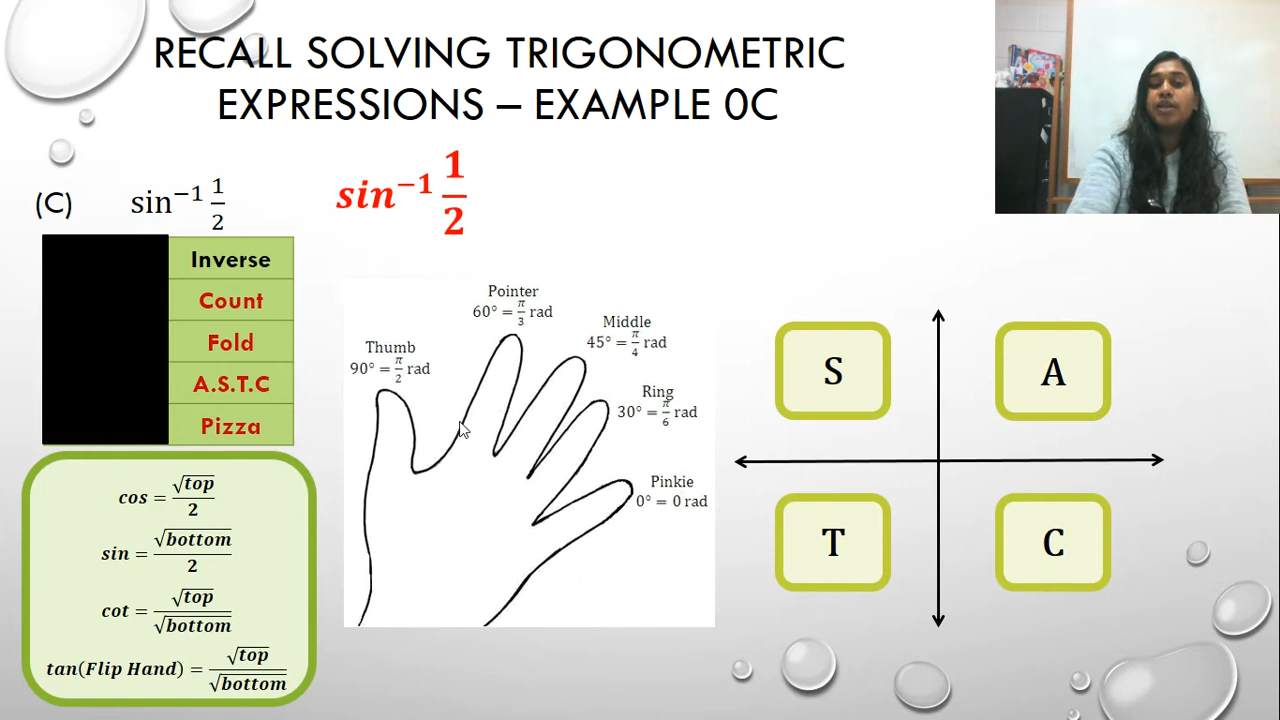 RECALL SOLVING TRIGONOMETRIC
EXPRESSIONS – EXAMPLE 0C
(C) sin⁻¹ 1/2
sin⁻¹ 1/2
Inverse
Count
Fold
A.S.T.C
Pizza
cos = √top/2
sin = √bottom/2
cot = √top/√bottom
tan(Flip Hand) = √top/√bottom
Thumb
90° = π/2 rad
Pointer
60° = π/3 rad
Middle
45° = π/4 rad
Ring
30° = π/6 rad
Pinkie
0° = 0 rad
S
A
T
C